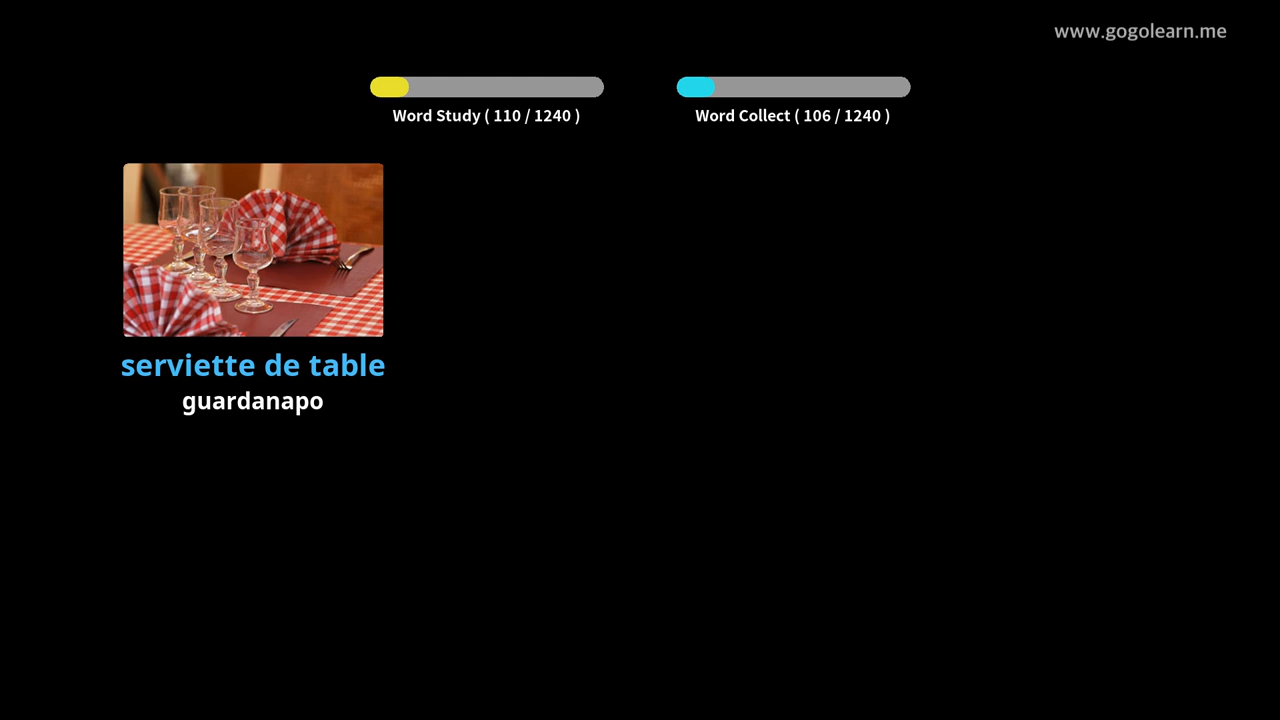 www.gogolearn.me
Word Study ( 110 / 1240 )
Word Collect ( 106 / 1240 )
serviette de table
guardanapo